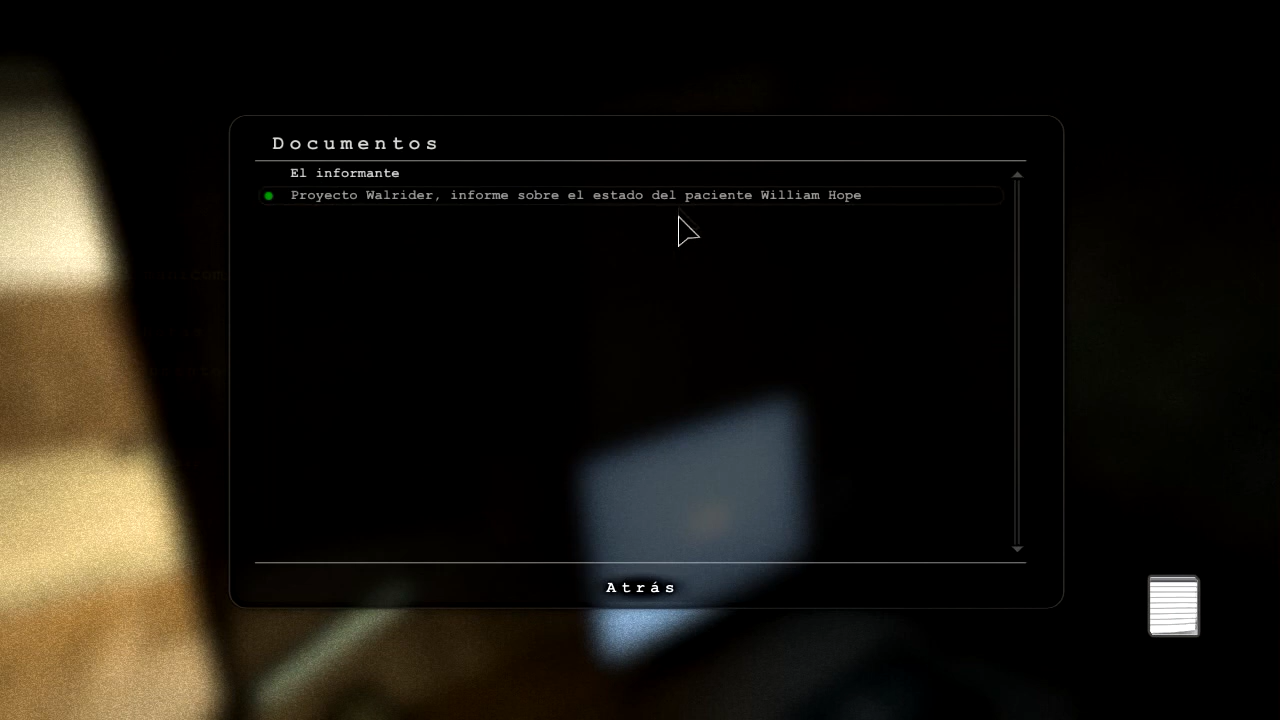 Documentos
El informante
Proyecto Walrider, informe sobre el estado del paciente William Hope
Atrás